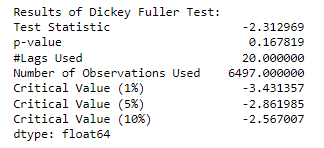 Results of Dickey Fuller Test:
Test Statistic -2.312969
p-value 0.167819
#Lags Used 20.000000
Number of Observations Used 6497.000000
Critical Value (1%) -3.431357
Critical Value (5%) -2.861985
Critical Value (10%) -2.567007
dtype: float64